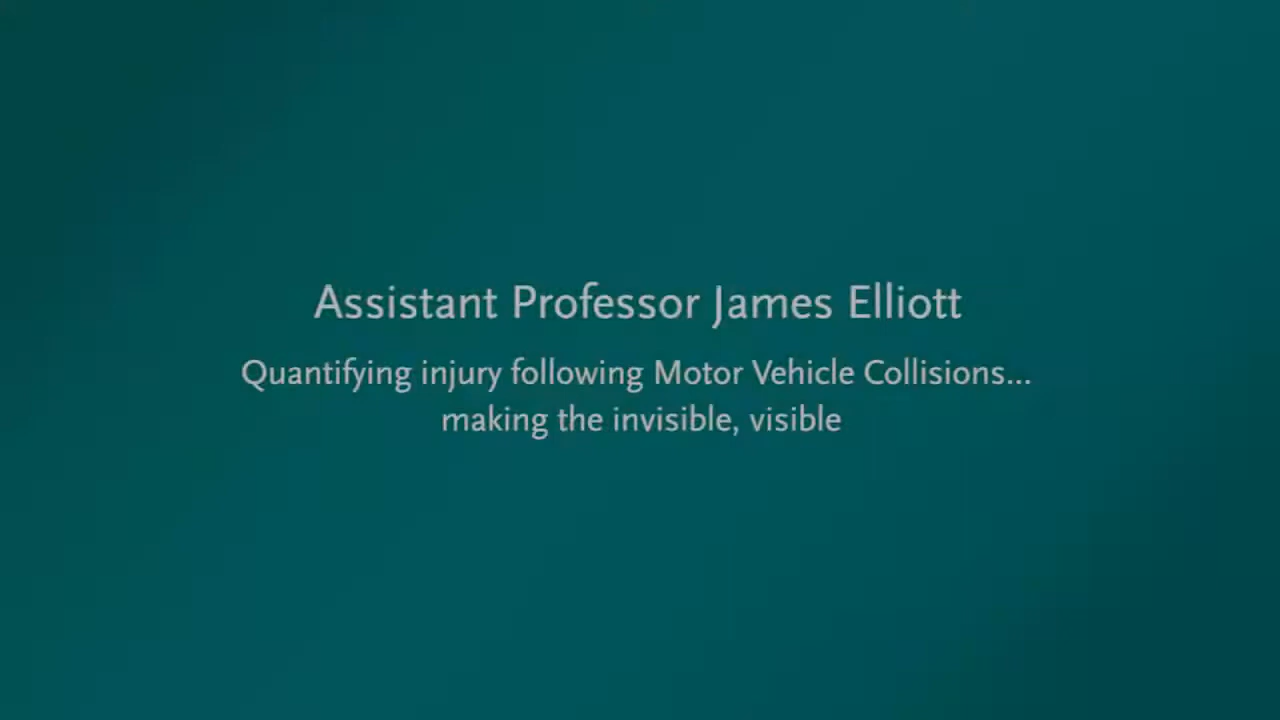 Assistant Professor James Elliott
Quantifying injury following Motor Vehicle Collisions...
making the invisible, visible